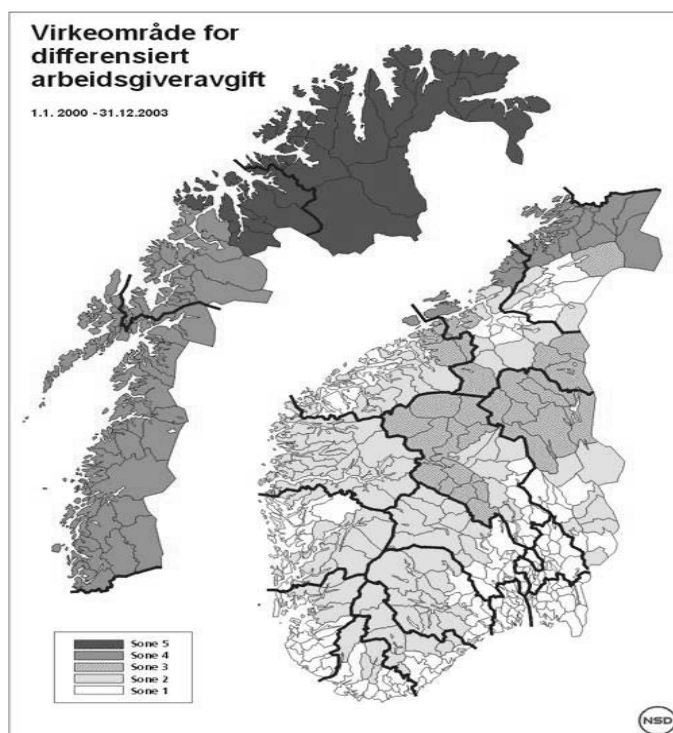 Virkeområde for
differensiert
arbeidsgiveravgift
1.1. 2000 - 31.12.2003
Sone 5
Sone 4
Sone 3
Sone 2
Sone 1
NSD